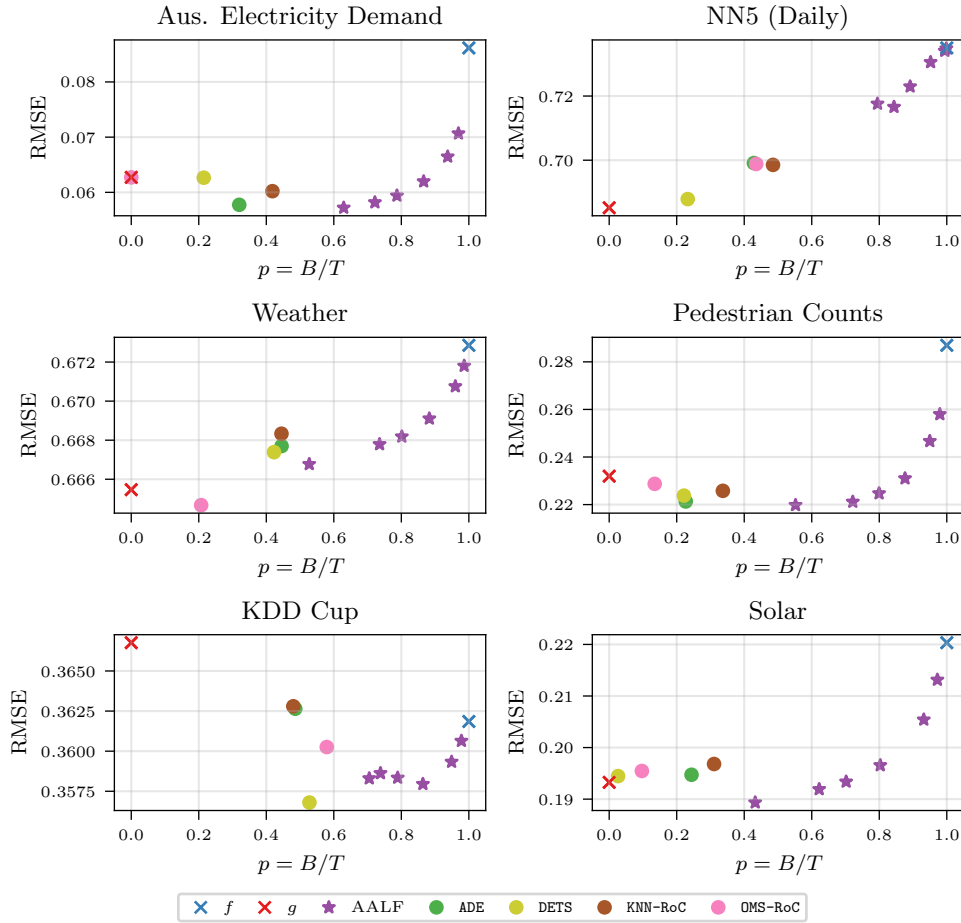 Aus. Electricity Demand
RMSE
0.08
0.07
0.06
0.0 0.2 0.4 0.6 0.8 1.0
p = B/T
NN5 (Daily)
RMSE
0.72
0.70
0.0 0.2 0.4 0.6 0.8 1.0
p = B/T
Weather
RMSE
0.672
0.670
0.668
0.666
0.0 0.2 0.4 0.6 0.8 1.0
p = B/T
Pedestrian Counts
RMSE
0.28
0.26
0.24
0.22
0.0 0.2 0.4 0.6 0.8 1.0
p = B/T
KDD Cup
RMSE
0.3650
0.3625
0.3600
0.3575
0.0 0.2 0.4 0.6 0.8 1.0
p = B/T
Solar
RMSE
0.22
0.21
0.20
0.19
0.0 0.2 0.4 0.6 0.8 1.0
p = B/T
f g AALF ADE DETS KNN-RoC OMS-RoC